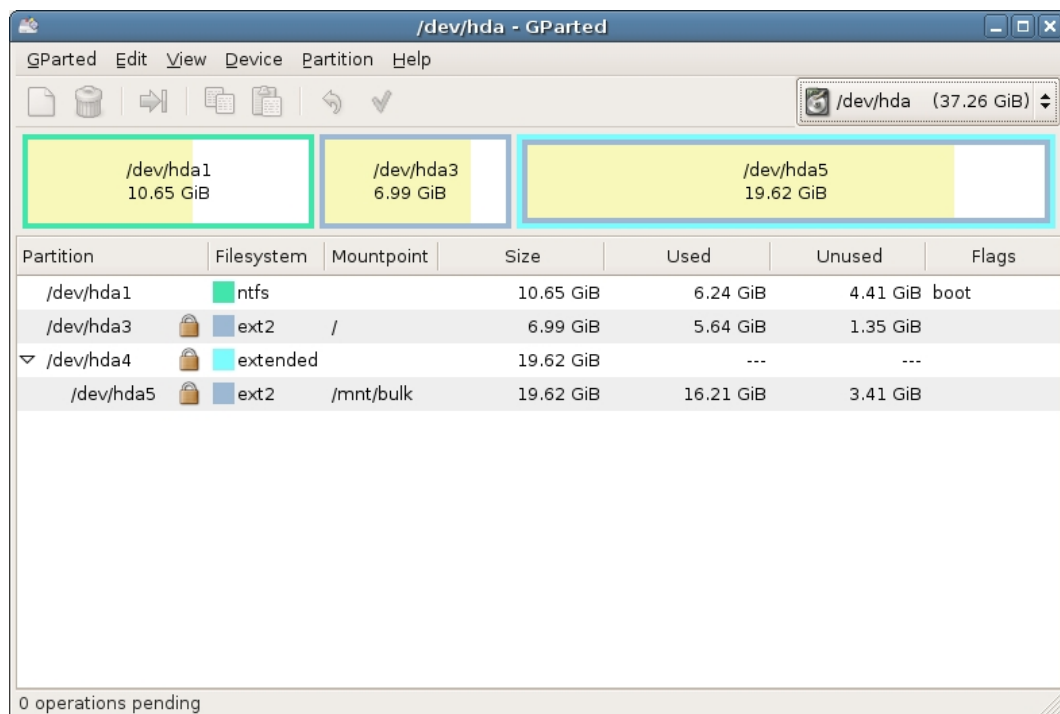 /dev/hda - GParted
GParted Edit View Device Partition Help
/dev/hda (37.26 GiB)
/dev/hda1 /dev/hda3 /dev/hda5
10.65 GiB 6.99 GiB 19.62 GiB
Partition Filesystem Mountpoint Size Used Unused Flags
/dev/hda1 ntfs 10.65 GiB 6.24 GiB 4.41 GiB boot
/dev/hda3 ext2 / 6.99 GiB 5.64 GiB 1.35 GiB
/dev/hda4 extended 19.62 GiB --- ---
/dev/hda5 ext2 /mnt/bulk 19.62 GiB 16.21 GiB 3.41 GiB
0 operations pending